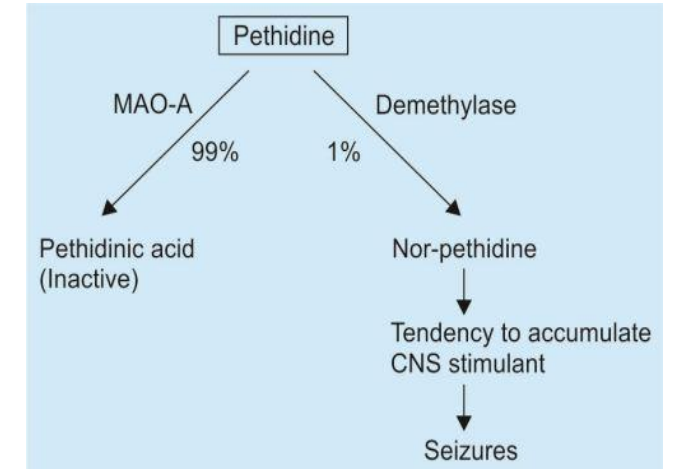 Pethidine
MAO-A
Demethylase
99%
1%
Pethidinic acid
(Inactive)
Nor-pethidine
Tendency to accumulate
CNS stimulant
Seizures